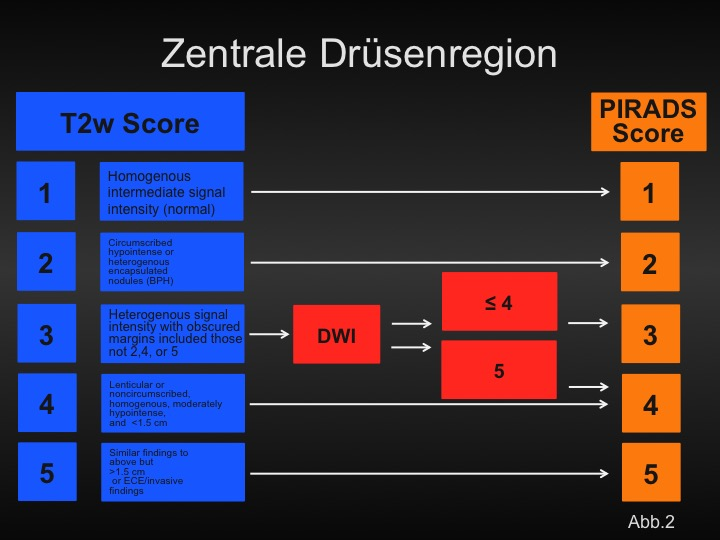 Zentrale Drüsenregion
T2w Score
PIRADS
Score
1
Homogenous
intermediate signal
intensity (normal)
1
2
Circumscribed
hypointense or
heterogenous
encapsulated
nodules (BPH)
2
3
Heterogenous signal
intensity with obscured
margins included those
not 2,4, or 5
DWI
≤ 4
5
3
4
Lenticular or
noncircumscribed,
homogenous, moderately
hypointense,
and <1.5 cm
4
5
Similar findings to
above but
>1.5 cm
or ECE/invasive
findings
5
Abb.2